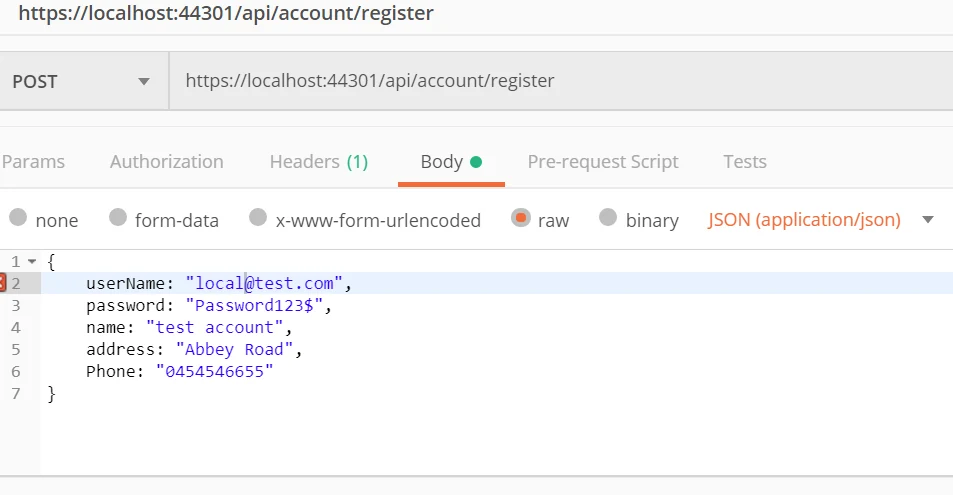 https://localhost:44301/api/account/register
POST https://localhost:44301/api/account/register
Params Authorization Headers (1) Body Pre-request Script Tests
none form-data x-www-form-urlencoded raw binary JSON (application/json)
1 {
2 userName: "local@test.com",
3 password: "Password123$",
4 name: "test account",
5 address: "Abbey Road",
6 Phone: "0454546655"
7 }